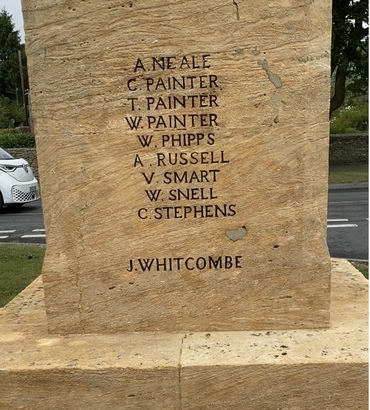 A. NEALE
C. PAINTER.
T. PAINTER
W. PAINTER
W. PHIPPS
A. RUSSELL
V. SMART
W. SNELL
C. STEPHENS
J. WHITCOMBE